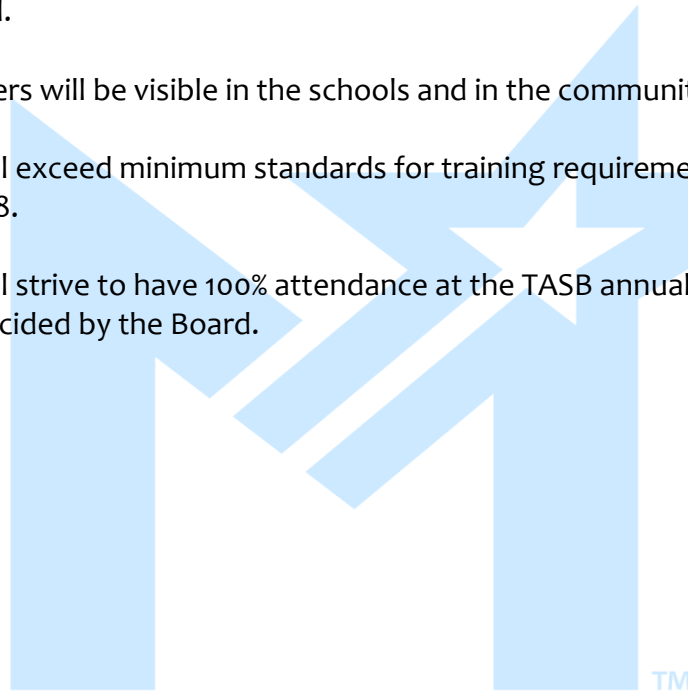 l.
ers will be visible in the schools and in the communit
l exceed minimum standards for training requireme
8.
l strive to have 100% attendance at the TASB annual
cided by the Board.
TM